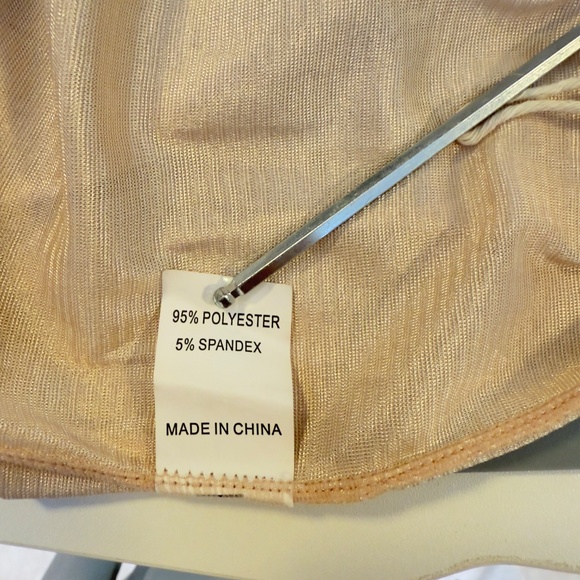 95% POLYESTER
5% SPANDEX
MADE IN CHINA